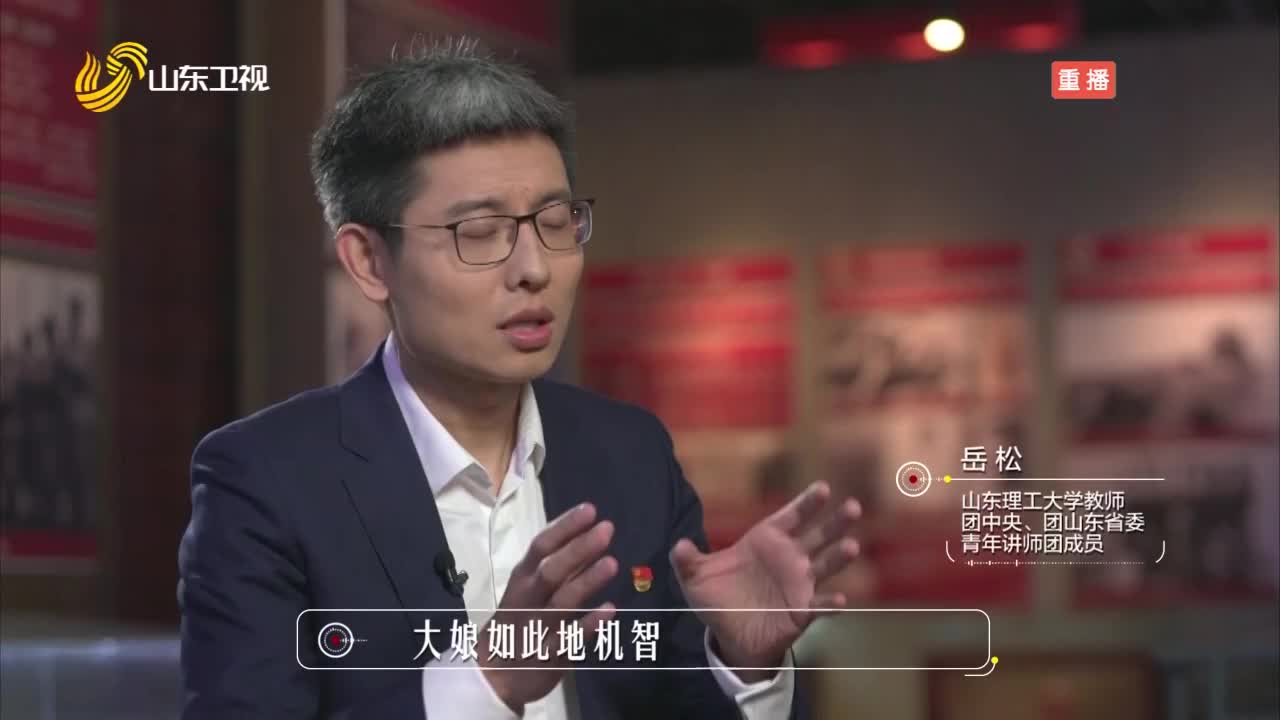 山东卫视
重播
岳松
山东理工大学教师
团中央、团山东省委
青年讲师团成员
大娘如此地机智